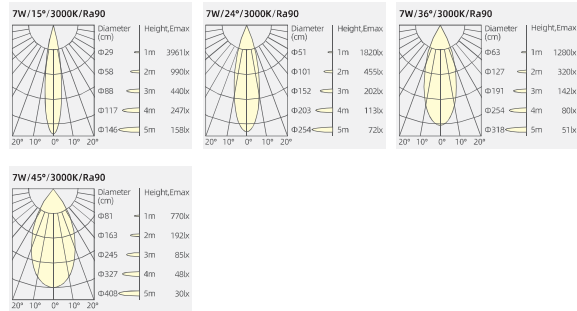 7W/15°/3000K/Ra90
Diameter Height,Emax
(cm)
Φ29 1m 396lx
Φ58 2m 990lx
Φ88 3m 440lx
Φ117 4m 247lx
Φ146 5m 158lx
20° 10° 0° 10° 20°
7W/24°/3000K/Ra90
Diameter Height,Emax
(cm)
Φ51 1m 1820lx
Φ101 2m 455lx
Φ152 3m 202lx
Φ203 4m 113lx
Φ254 5m 72lx
20° 10° 0° 10° 20°
7W/36°/3000K/Ra90
Diameter Height,Emax
(cm)
Φ63 1m 1280lx
Φ127 2m 320lx
Φ191 3m 142lx
Φ254 4m 80lx
Φ318 5m 51lx
20° 10° 0° 10° 20°
7W/45°/3000K/Ra90
Diameter Height,Emax
(cm)
Φ81 1m 770lx
Φ163 2m 192lx
Φ245 3m 85lx
Φ327 4m 48lx
Φ408 5m 30lx
20° 10° 0° 10° 20°